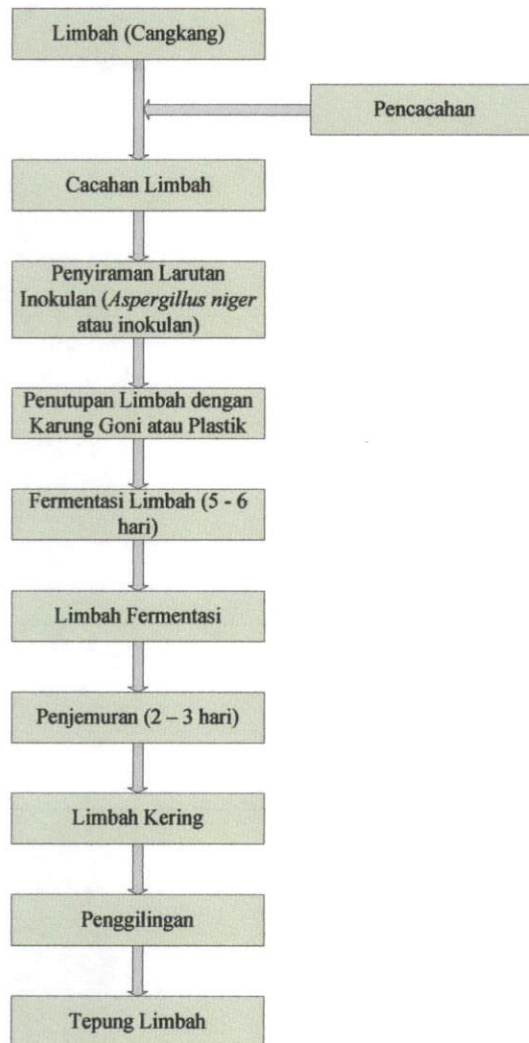 Limbah (Cangkang)
Pencacahan
Cacahan Limbah
Penyiraman Larutan
Inokulan (Aspergillus niger
atau inokulan)
Penutupan Limbah dengan
Karung Goni atau Plastik
Fermentasi Limbah (5 - 6
hari)
Limbah Fermentasi
Penjemuran (2 – 3 hari)
Limbah Kering
Penggilingan
Tepung Limbah